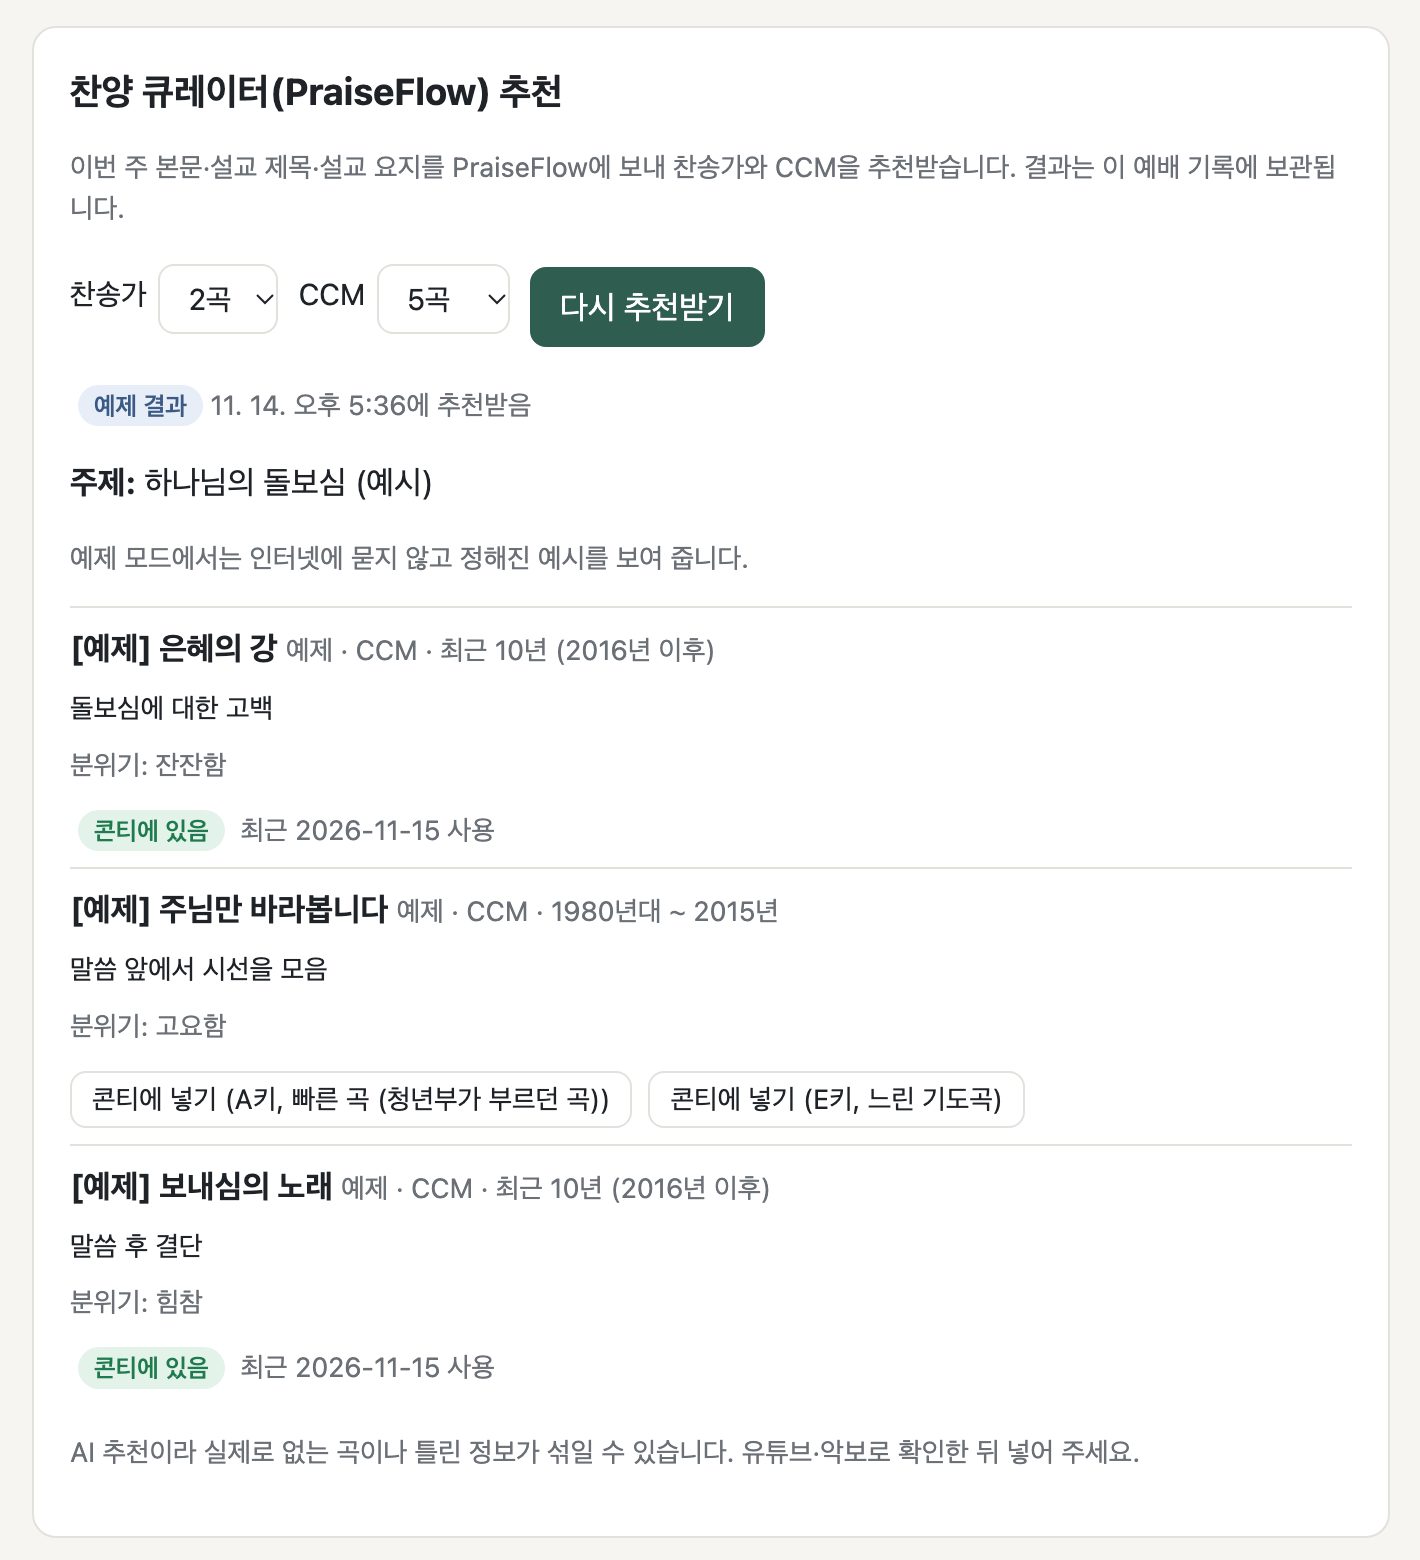 찬양 큐레이터(PraiseFlow) 추천
이번 주 본문·설교 제목·설교 요지를 PraiseFlow에 보내 찬송가와 CCM을 추천받습니다. 결과는 이 예배 기록에 보관됩
니다.
찬송가 2곡 CCM 5곡 다시 추천받기
예제 결과 11. 14. 오후 5:36에 추천받음
주제: 하나님의 돌보심 (예시)
예제 모드에서는 인터넷에 묻지 않고 정해진 예시를 보여 줍니다.
[예제] 은혜의 강 예제 · CCM · 최근 10년 (2016년 이후)
돌보심에 대한 고백
분위기: 잔잔함
콘티에 있음 최근 2026-11-15 사용
[예제] 주님만 바라봅니다 예제 · CCM · 1980년대 ~ 2015년
말씀 앞에서 시선을 모음
분위기: 고요함
콘티에 넣기 (A키, 빠른 곡 (청년부가 부르던 곡)) 콘티에 넣기 (E키, 느린 기도곡)
[예제] 보내심의 노래 예제 · CCM · 최근 10년 (2016년 이후)
말씀 후 결단
분위기: 힘참
콘티에 있음 최근 2026-11-15 사용
AI 추천이라 실제로 없는 곡이나 틀린 정보가 섞일 수 있습니다. 유튜브·악보로 확인한 뒤 넣어 주세요.